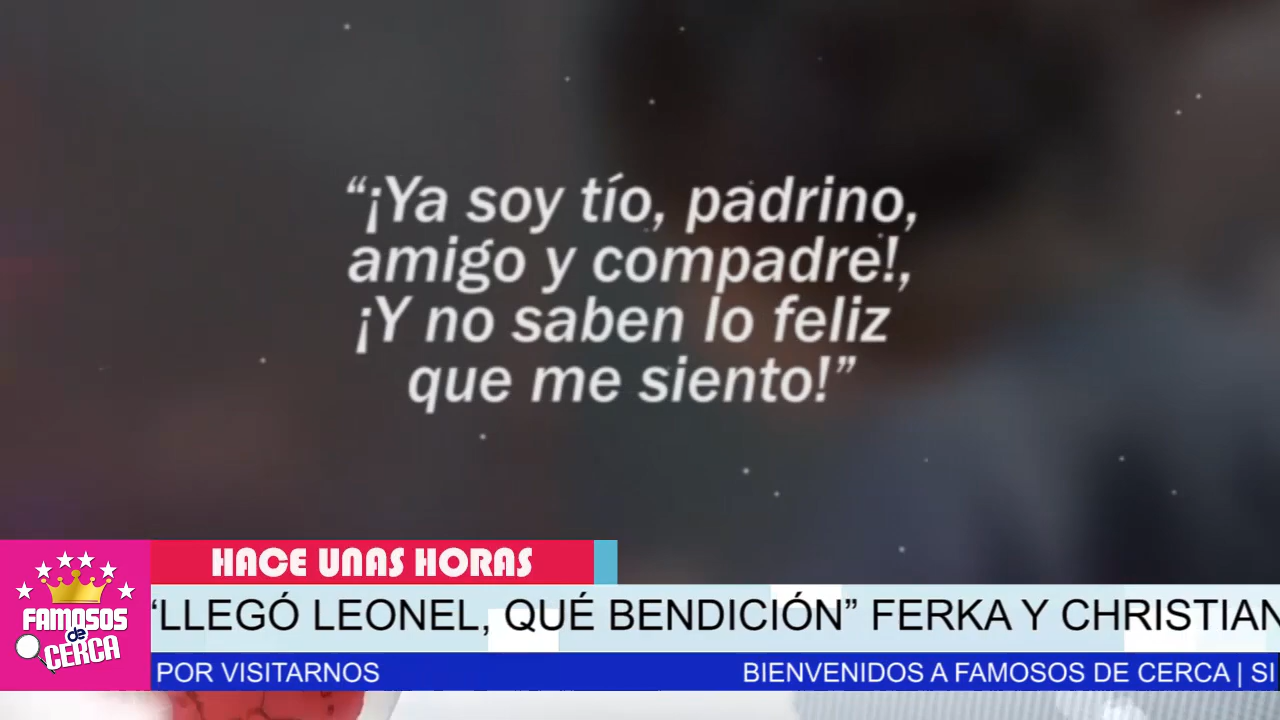 “¡Ya soy tío, padrino,
amigo y compadre!,
¡Y no saben lo feliz
que me siento!”
HACE UNAS HORAS
FAMOSOS
de
CERCA
“LLEGÓ LEONEL, QUÉ BENDICIÓN” FERKA Y CHRISTIAN
POR VISITARNOS
BIENVENIDOS A FAMOSOS DE CERCA | SI